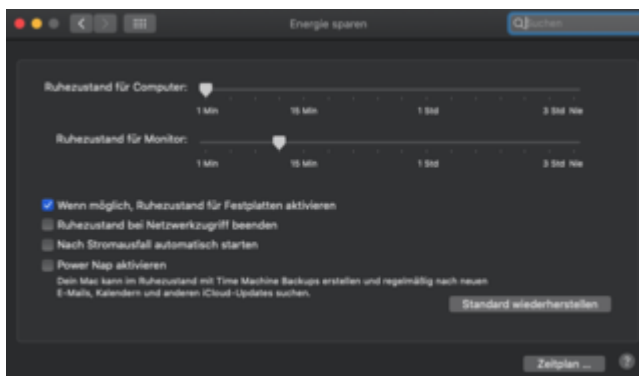 Energie sparen
Suchen
Ruhezustand für Computer:
1 Min 15 Min 1 Std 3 Std Nie
Ruhezustand für Monitor:
1 Min 15 Min 1 Std 3 Std Nie
Wenn möglich, Ruhezustand für Festplatten aktivieren
Ruhezustand bei Netzwerkzugriff beenden
Nach Stromausfall automatisch starten
Power Nap aktivieren
Dein Mac kann im Ruhezustand mit Time Machine Backups erstellen und regelmäßig nach neuen
E-Mails, Kalendern und anderen iCloud-Updates suchen.
Standard wiederherstellen
Zeitplan ...
?